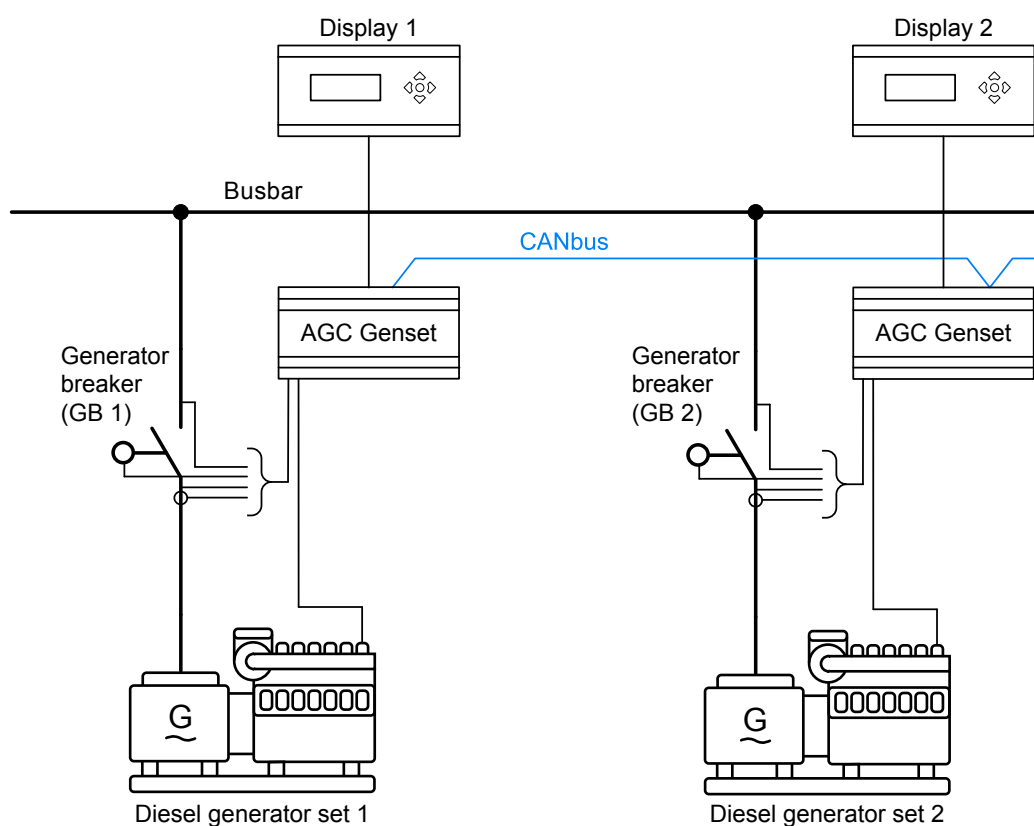 Display 1
Display 2
Busbar
CANbus
AGC Genset
AGC Genset
Generator
breaker
(GB 1)
Generator
breaker
(GB 2)
G
G
Diesel generator set 1
Diesel generator set 2